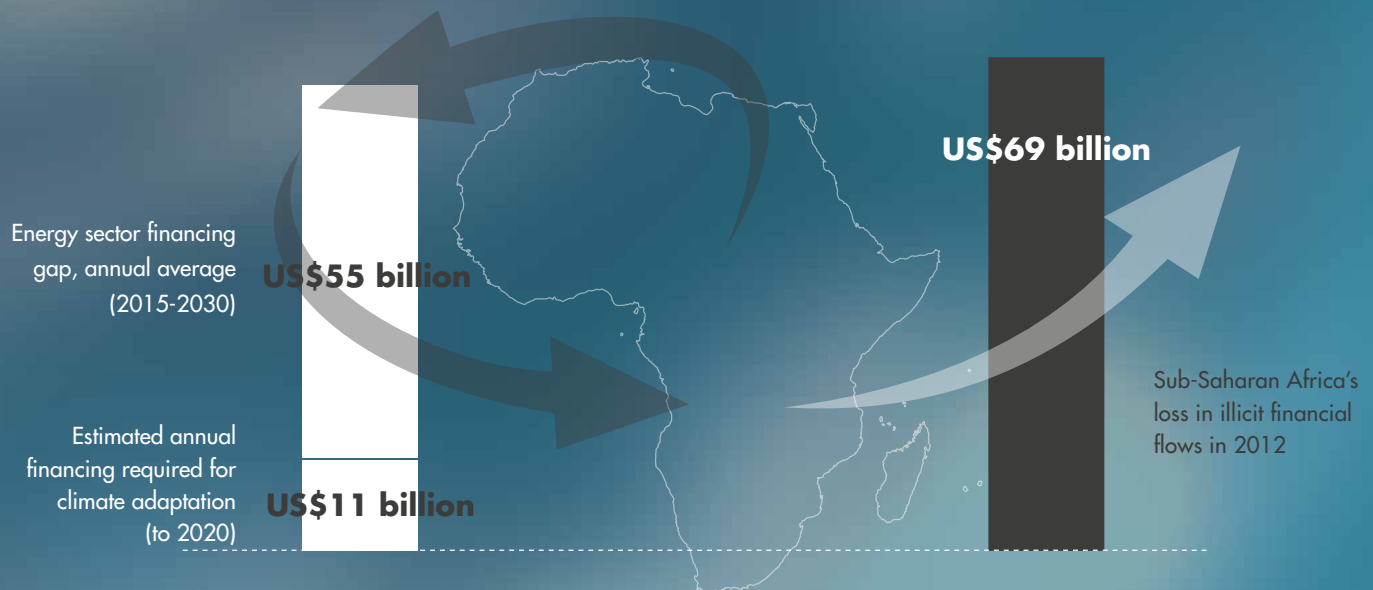 US$69 billion
Energy sector financing
gap, annual average
(2015-2030)
US$55 billion
Sub-Saharan Africa's
loss in illicit financial
flows in 2012
Estimated annual
financing required for
climate adaptation
(to 2020)
US$11 billion